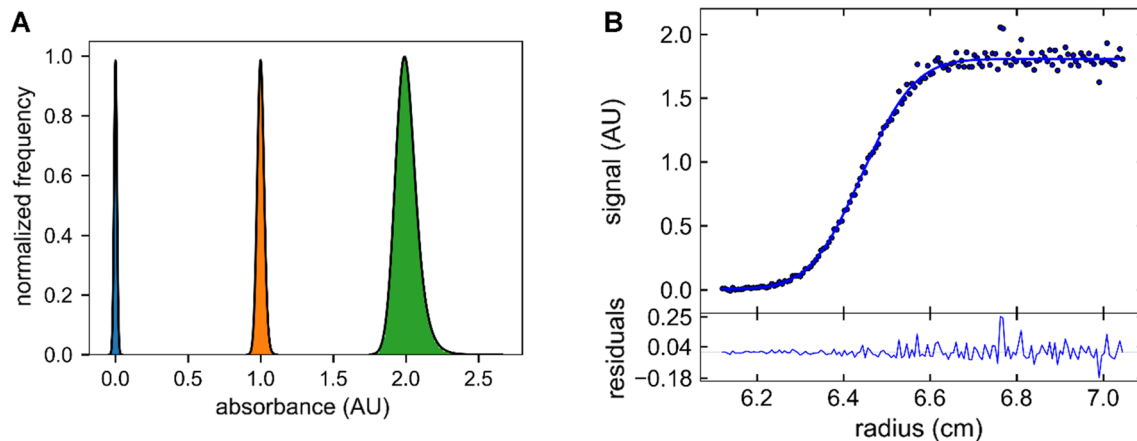 A
normalized frequency
1.0
0.8
0.6
0.4
0.2
0.0
0.0 0.5 1.0 1.5 2.0 2.5
absorbance (AU)
B
signal (AU)
2.0
1.5
1.0
0.5
0.0
residuals
0.25
0.04
−0.18
6.2 6.4 6.6 6.8 7.0
radius (cm)